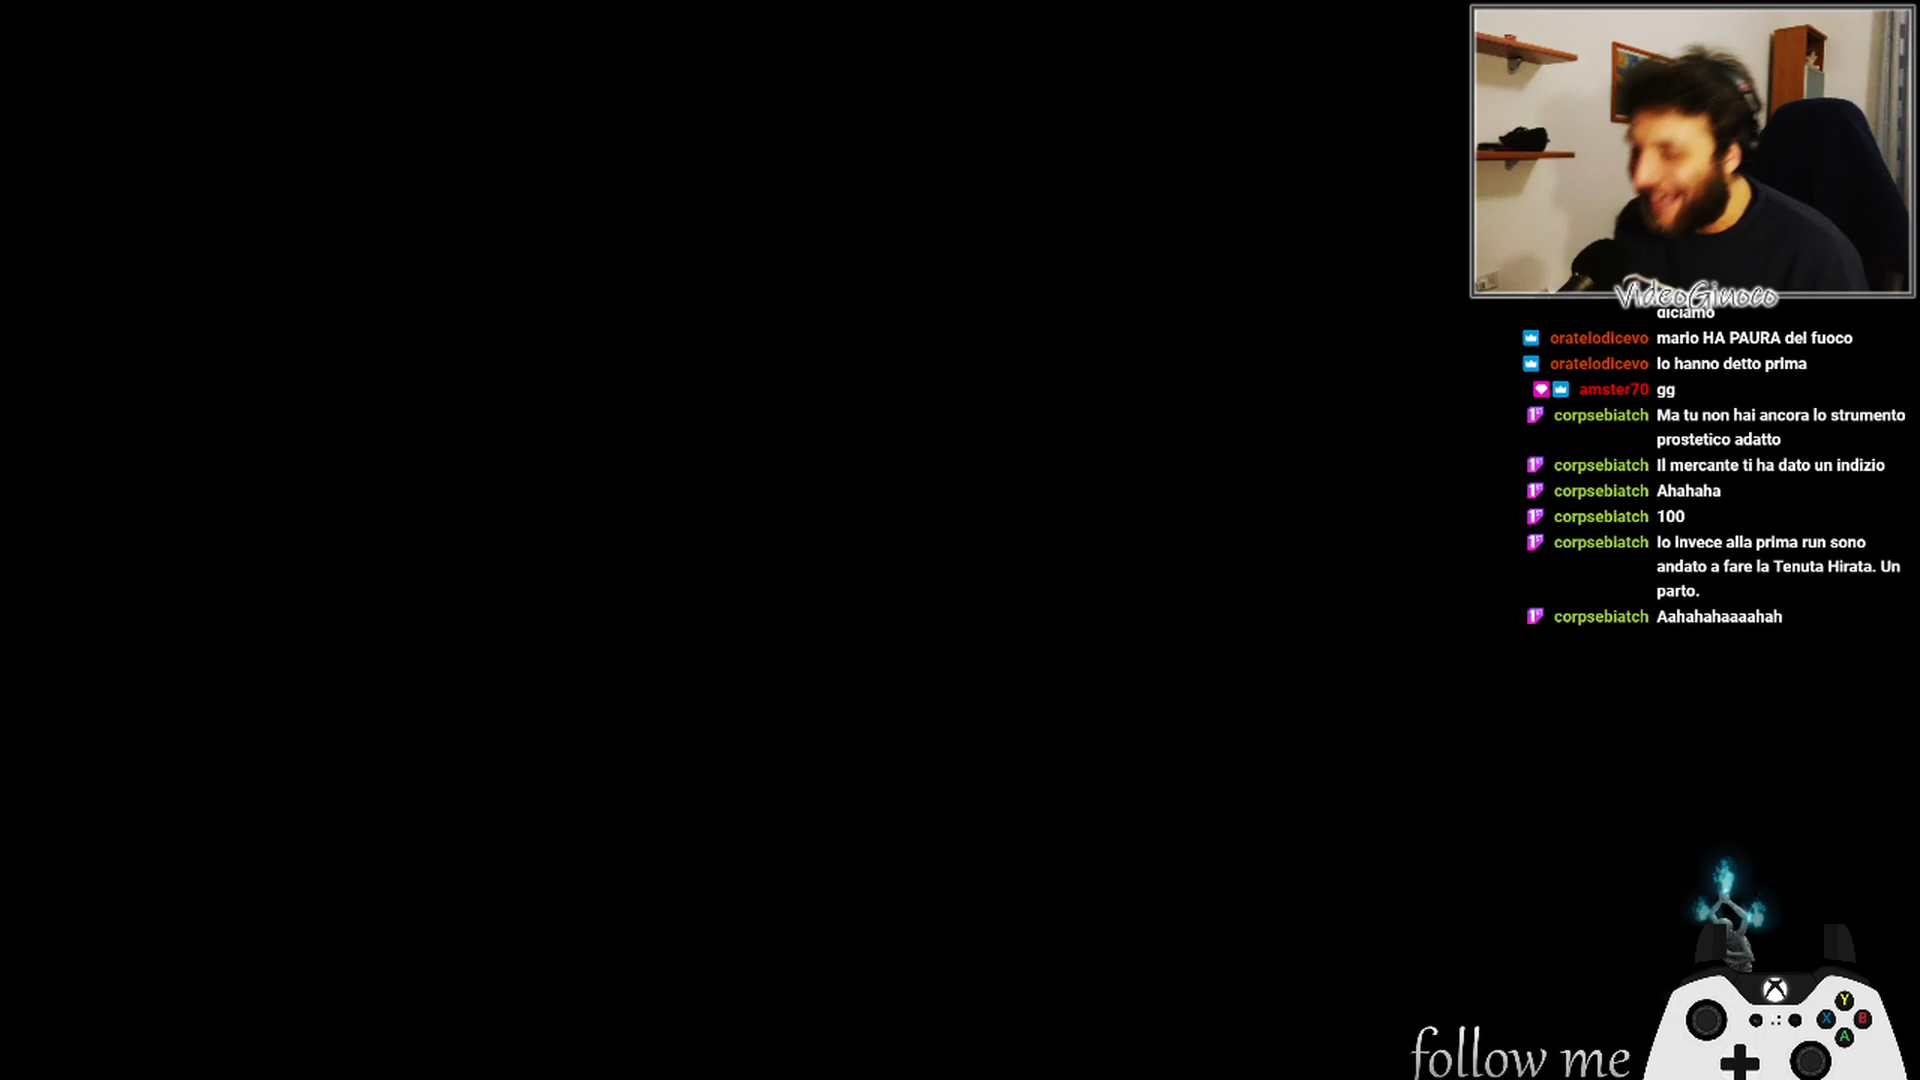 VideoGiuoco
diciamo
oratelodicevo mario HA PAURA del fuoco
oratelodicevo lo hanno detto prima
amster70 gg
corpsebiatch Ma tu non hai ancora lo strumento
prostetico adatto
corpsebiatch Il mercante ti ha dato un indizio
corpsebiatch Ahahaha
corpsebiatch 100
corpsebiatch Io invece alla prima run sono
andato a fare la Tenuta Hirata. Un
parto.
corpsebiatch Aahahahaaaahah
Y
X B
A
follow me